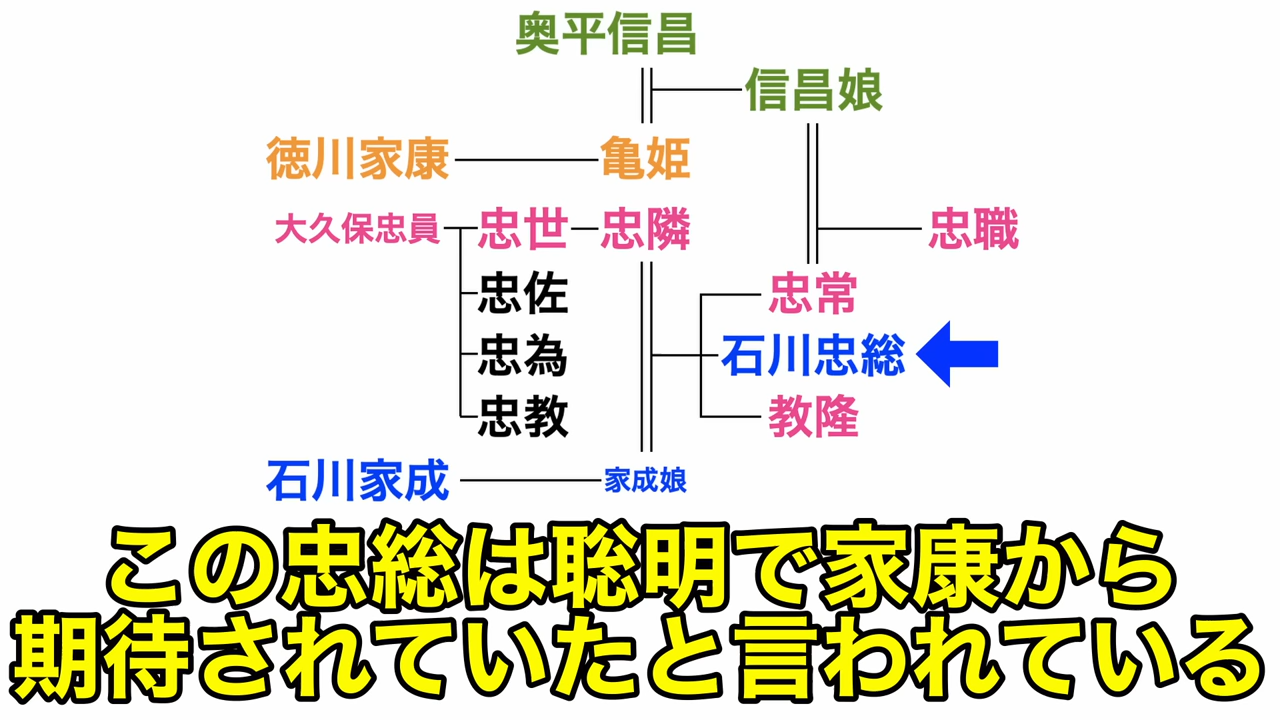 奥平信昌
信昌娘
徳川家康
亀姫
大久保忠員
忠世
忠隣
忠職
忠佐
忠常
忠為
石川忠総
忠教
教隆
石川家成
家成娘
この忠総は聡明で家康から
期待されていたと言われている